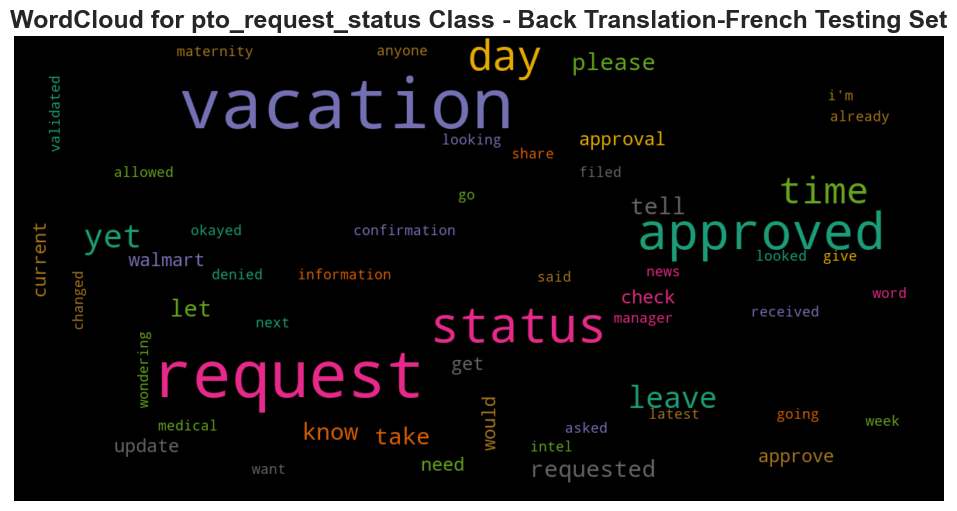 WordCloud for pto_request_status Class - Back Translation-French Testing Set
maternity
anyone
day
please
validated
vacation
i'm
already
looking
share
approval
allowed
go
filed
time
tell
approved
current
yet
okayed
confirmation
looked
give
walmart
denied
information
said
news
changed
let
next
status
check
manager
word
received
wondering
request
get
leave
latest
going
week
medical
know
take
would
asked
update
want
need
intel
requested
approve